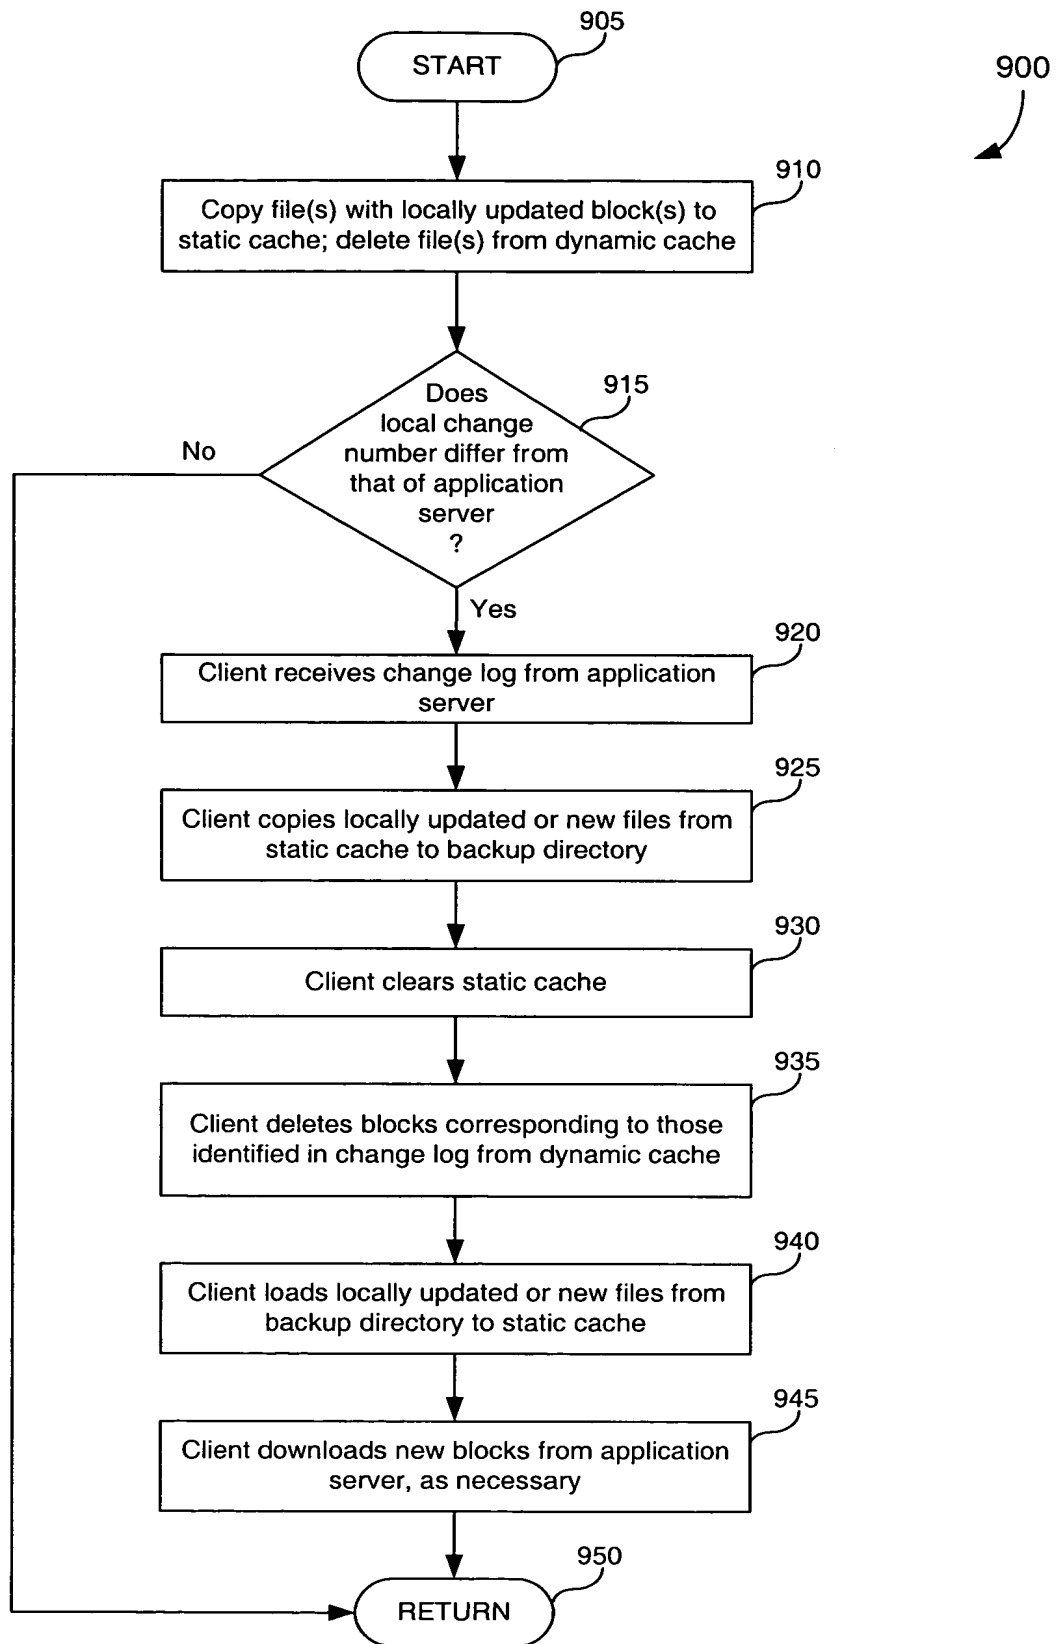 905
START
900
910
Copy file(s) with locally updated block(s) to
static cache; delete file(s) from dynamic cache
915
Does
local change
number differ from
that of application
server
?
No
Yes
920
Client receives change log from application
server
925
Client copies locally updated or new files from
static cache to backup directory
930
Client clears static cache
935
Client deletes blocks corresponding to those
identified in change log from dynamic cache
940
Client loads locally updated or new files from
backup directory to static cache
945
Client downloads new blocks from application
server, as necessary
950
RETURN